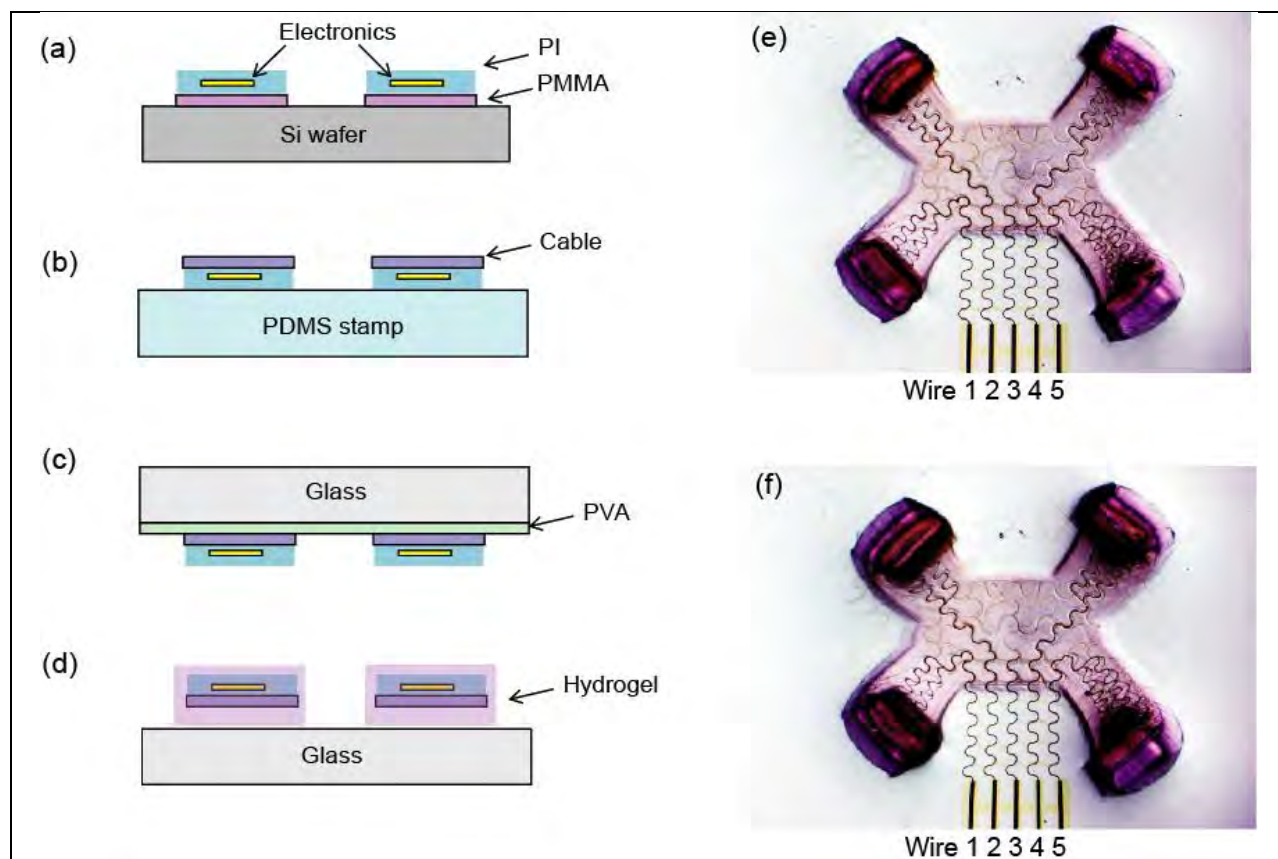 (a)
Electronics
PI
PMMA
Si wafer
(b)
Cable
PDMS stamp
(c)
Glass
PVA
(d)
Hydrogel
Glass
(e)
Wire 1 2 3 4 5
(f)
Wire 1 2 3 4 5